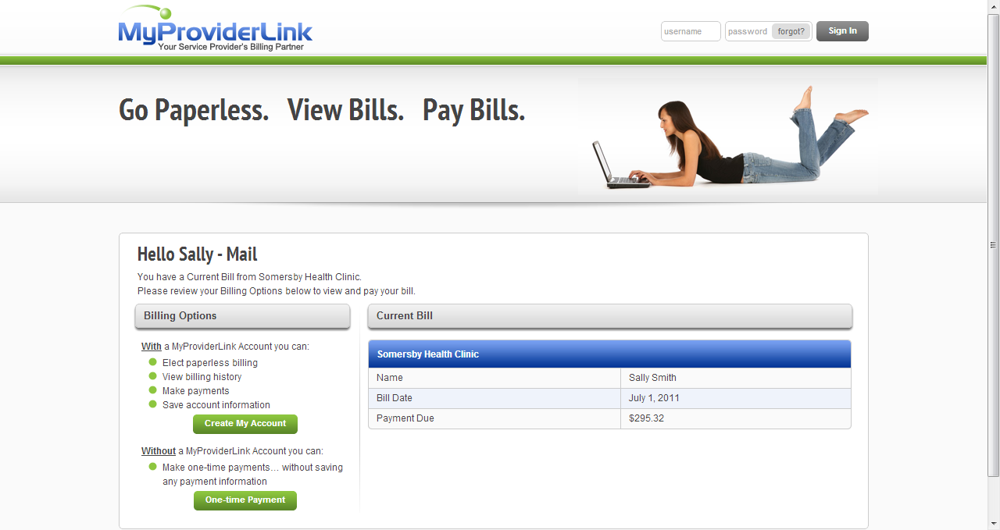 MyProviderLink
Your Service Provider's Billing Partner
username
password
forgot?
Sign In
Go Paperless. View Bills. Pay Bills.
Hello Sally - Mail
You have a Current Bill from Somersby Health Clinic.
Please review your Billing Options below to view and pay your bill.
Billing Options
With a MyProviderLink Account you can:
Elect paperless billing
View billing history
Make payments
Save account information
Create My Account
Without a MyProviderLink Account you can:
Make one-time payments... without saving
any payment information
One-time Payment
Current Bill
Somersby Health Clinic
Name Sally Smith
Bill Date July 1, 2011
Payment Due $295.32